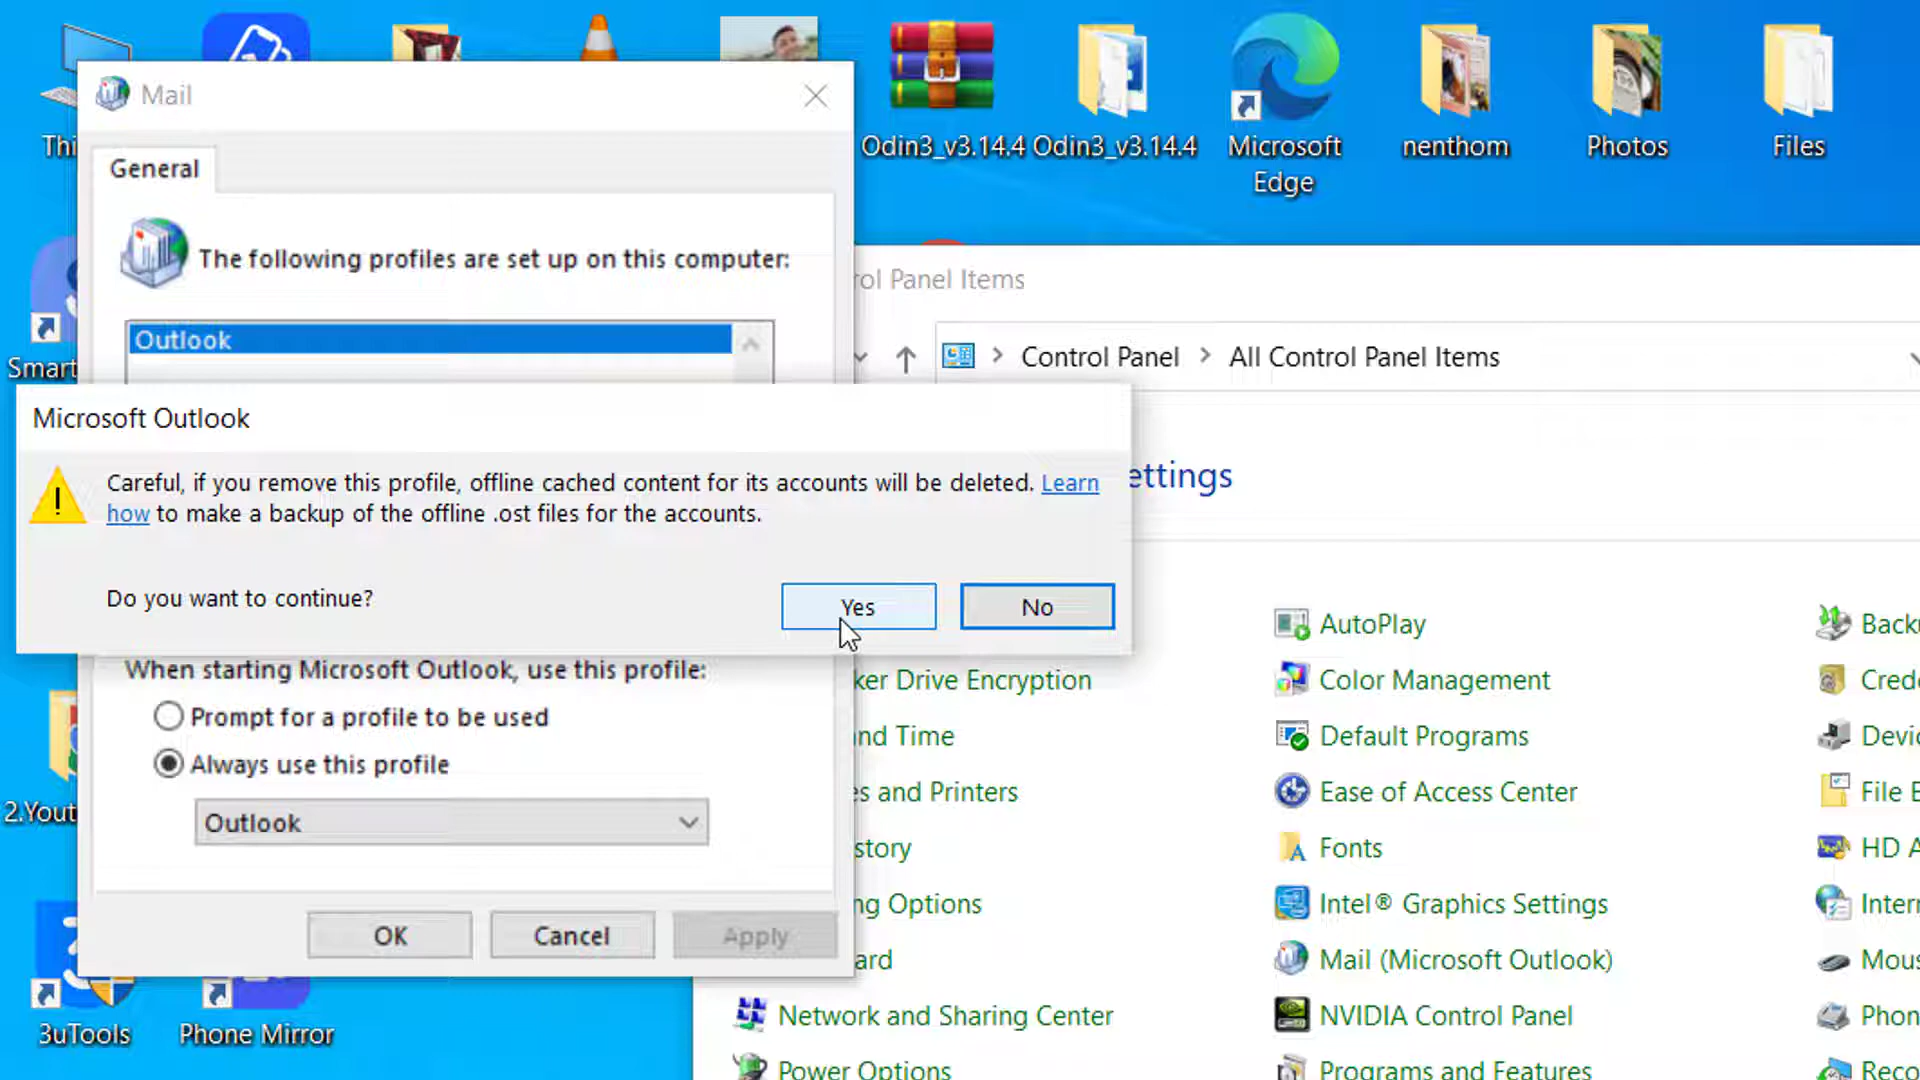 Thi
Smart
2.Yout
3uTools
Phone Mirror
Odin3_v3.14.4
Odin3_v3.14.4
Microsoft
Edge
nenthom
Photos
Files
Mail
General
The following profiles are set up on this computer:
Outlook
Microsoft Outlook
Careful, if you remove this profile, offline cached content for its accounts will be deleted. Learn
how to make a backup of the offline .ost files for the accounts.
Do you want to continue?
Yes
No
When starting Microsoft Outlook, use this profile:
Prompt for a profile to be used
Always use this profile
Outlook
OK
Cancel
Apply
rol Panel Items
Control Panel
All Control Panel Items
ettings
ker Drive Encryption
nd Time
es and Printers
story
ng Options
ard
Network and Sharing Center
Power Options
AutoPlay
Color Management
Default Programs
Ease of Access Center
Fonts
Intel® Graphics Settings
Mail (Microsoft Outlook)
NVIDIA Control Panel
Programs and Features
Backu
Crede
Devic
File E
HD A
Intern
Mous
Phon
Reco